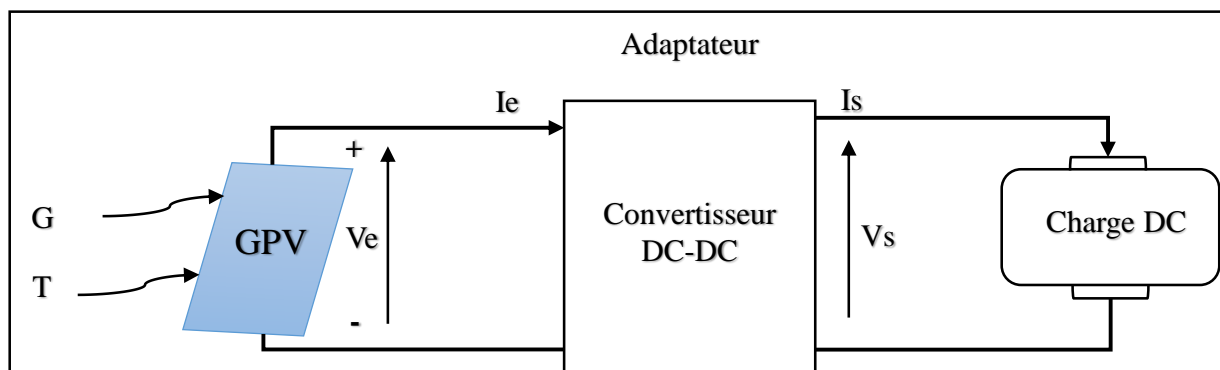 Adaptateur
Ie
Is
+
G
T
GPV
Ve
-
Convertisseur
DC-DC
Vs
Charge DC